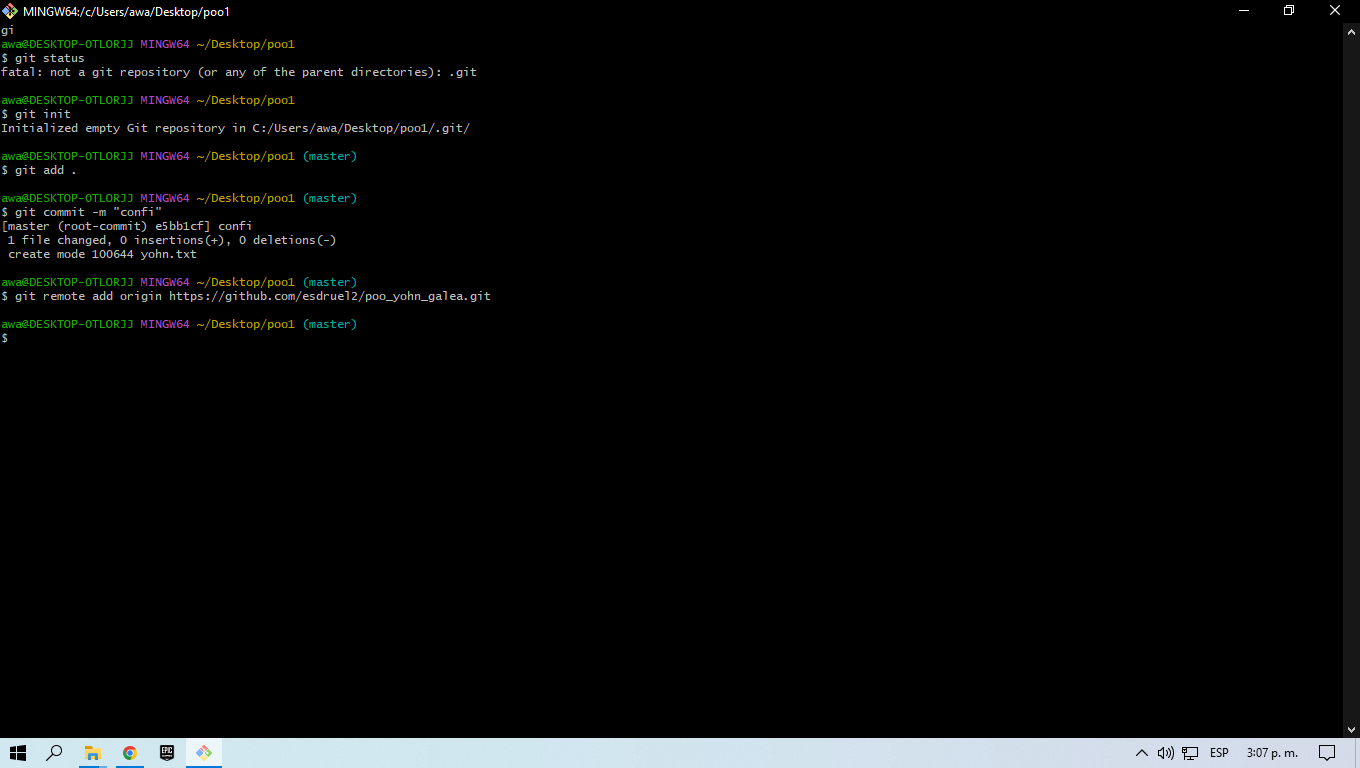 MINGW64:/c/Users/awa/Desktop/poo1
gi
awa@DESKTOP-OTLORJJ MINGW64 ~/Desktop/poo1
$ git status
fatal: not a git repository (or any of the parent directories): .git
awa@DESKTOP-OTLORJJ MINGW64 ~/Desktop/poo1
$ git init
Initialized empty Git repository in C:/Users/awa/Desktop/poo1/.git/
awa@DESKTOP-OTLORJJ MINGW64 ~/Desktop/poo1 (master)
$ git add .
awa@DESKTOP-OTLORJJ MINGW64 ~/Desktop/poo1 (master)
$ git commit -m "confi"
[master (root-commit) e5bb1cf] confi
 1 file changed, 0 insertions(+), 0 deletions(-)
 create mode 100644 yohn.txt
awa@DESKTOP-OTLORJJ MINGW64 ~/Desktop/poo1 (master)
$ git remote add origin https://github.com/esdruel2/poo_yohn_galea.git
awa@DESKTOP-OTLORJJ MINGW64 ~/Desktop/poo1 (master)
$
EPIC
ESP
3:07 p. m.